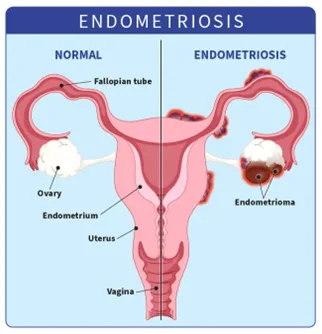 ENDOMETRIOSIS
NORMAL
ENDOMETRIOSIS
Fallopian tube
Ovary
Endometrioma
Endometrium
Uterus
Vagina